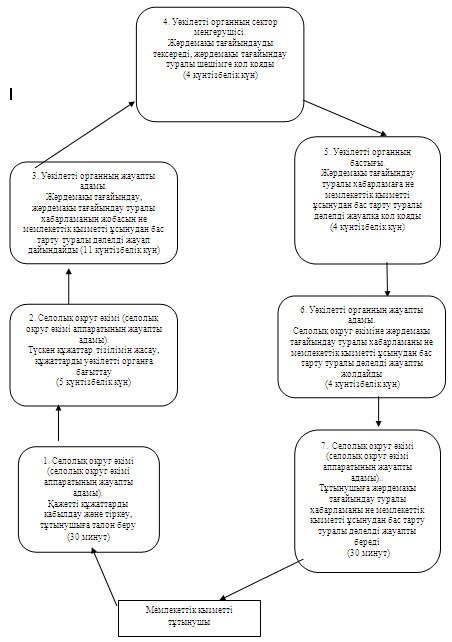 4. Уәкілетті органның сектор
меңгерушісі.
Жәрдемақы тағайындауды
тексереді, жәрдемақы тағайындау
туралы шешімге қол қояды
(4 күнтізбелік күн)
5. Уәкілетті органның
бастығы.
Жәрдемақы тағайындау
туралы хабарламаға не
мемлекеттік қызметті
ұсынудан бас тарту туралы
дәлелді жауапқа қол қояды
(4 күнтізбелік күн)
3. Уәкілетті органның жауапты
адамы.
Жәрдемақы тағайындау,
жәрдемақы тағайындау туралы
хабарламаның жобасын не
мемлекеттік қызметті ұсынудан бас
тарту туралы дәлелді жауап
дайындайды (11 күнтізбелік күн)
6. Уәкілетті органның жауапты
адамы.
Селолық округ әкіміне жәрдемақы
тағайындау туралы хабарламаны не
мемлекеттік қызметті ұсынудан бас
тарту туралы дәлелді жауапты
жолдайды
(4 күнтізбелік күн)
2. Селолық округ әкімі (селолық
округ әкімі аппаратының жауапты
адамы).
Түскен құжаттар тізілімін жасау,
құжаттарды уәкілетті органға
бағыттау
(5 күнтізбелік күн)
7. Селолық округ әкімі
(селолық округ әкімі
аппаратының жауапты
адамы).
Тұтынушыға жәрдемақы
тағайындау туралы
хабарламаны не мемлекеттік
қызметті ұсынудан бас тарту
туралы дәлелді жауапты
береді
(30 минут)
1. Селолық округ әкімі
(селолық округ әкімі
аппаратының жауапты
адамы).
Қажетті құжаттарды
қабылдау және тіркеу,
тұтынушыға талон беру
(30 минут)
Мемлекеттік қызметті
тұтынушы